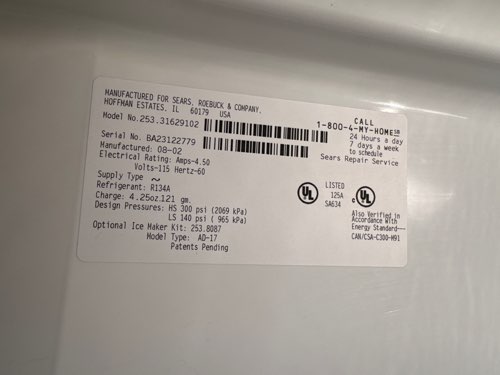 MANUFACTURED FOR SEARS, ROEBUCK & COMPANY.
HOFFMAN ESTATES, IL 60179 USA
Model No.253.31629102
Serial No. BA23122779
Manufactured: 08-02
Electrical Rating: Amps-4.50
Volts-115 Hertz-60
Supply Type ~
Refrigerant: R134A
Charge: 4.25oz.121 gm.
Design Pressures: HS 300 psi (2069 kPa)
LS 140 psi ( 965 kPa)
Optional Ice Maker Kit: 253.8087
Model Type: AD-17
Patents Pending
CALL
1-800-4-MY-HOME SM
24 Hours a day
7 days a week
to schedule
Sears Repair Service
UL
LISTED
125A
SA634
c UL
Also Verified in
Accordance With
Energy Standard
CAN/CSA-C300-M91